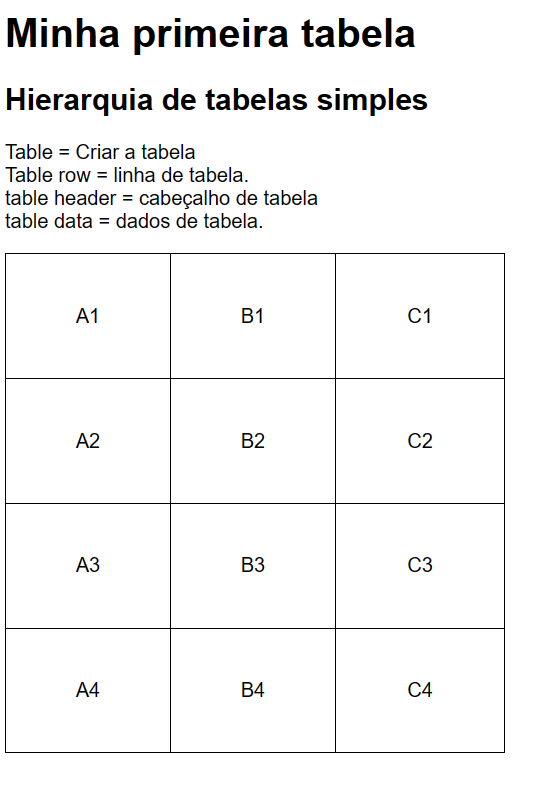 Minha primeira tabela
Hierarquia de tabelas simples
Table = Criar a tabela
Table row = linha de tabela.
table header = cabeçalho de tabela
table data = dados de tabela.
A1 B1 C1
A2 B2 C2
A3 B3 C3
A4 B4 C4